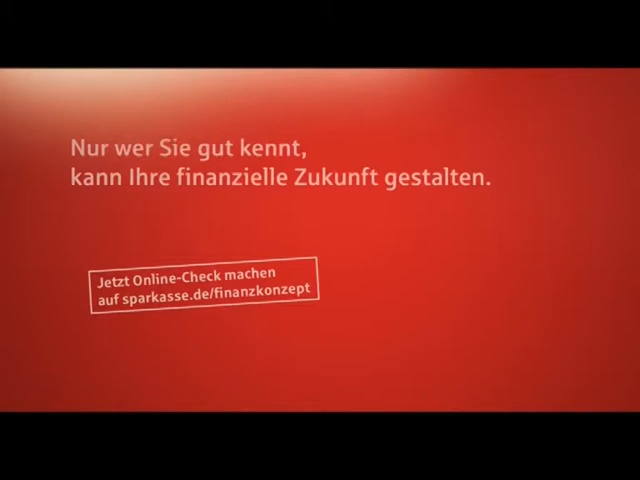 Nur wer Sie gut kennt,
kann Ihre finanzielle Zukunft gestalten.
Jetzt Online-Check machen
auf sparkasse.de/finanzkonzept